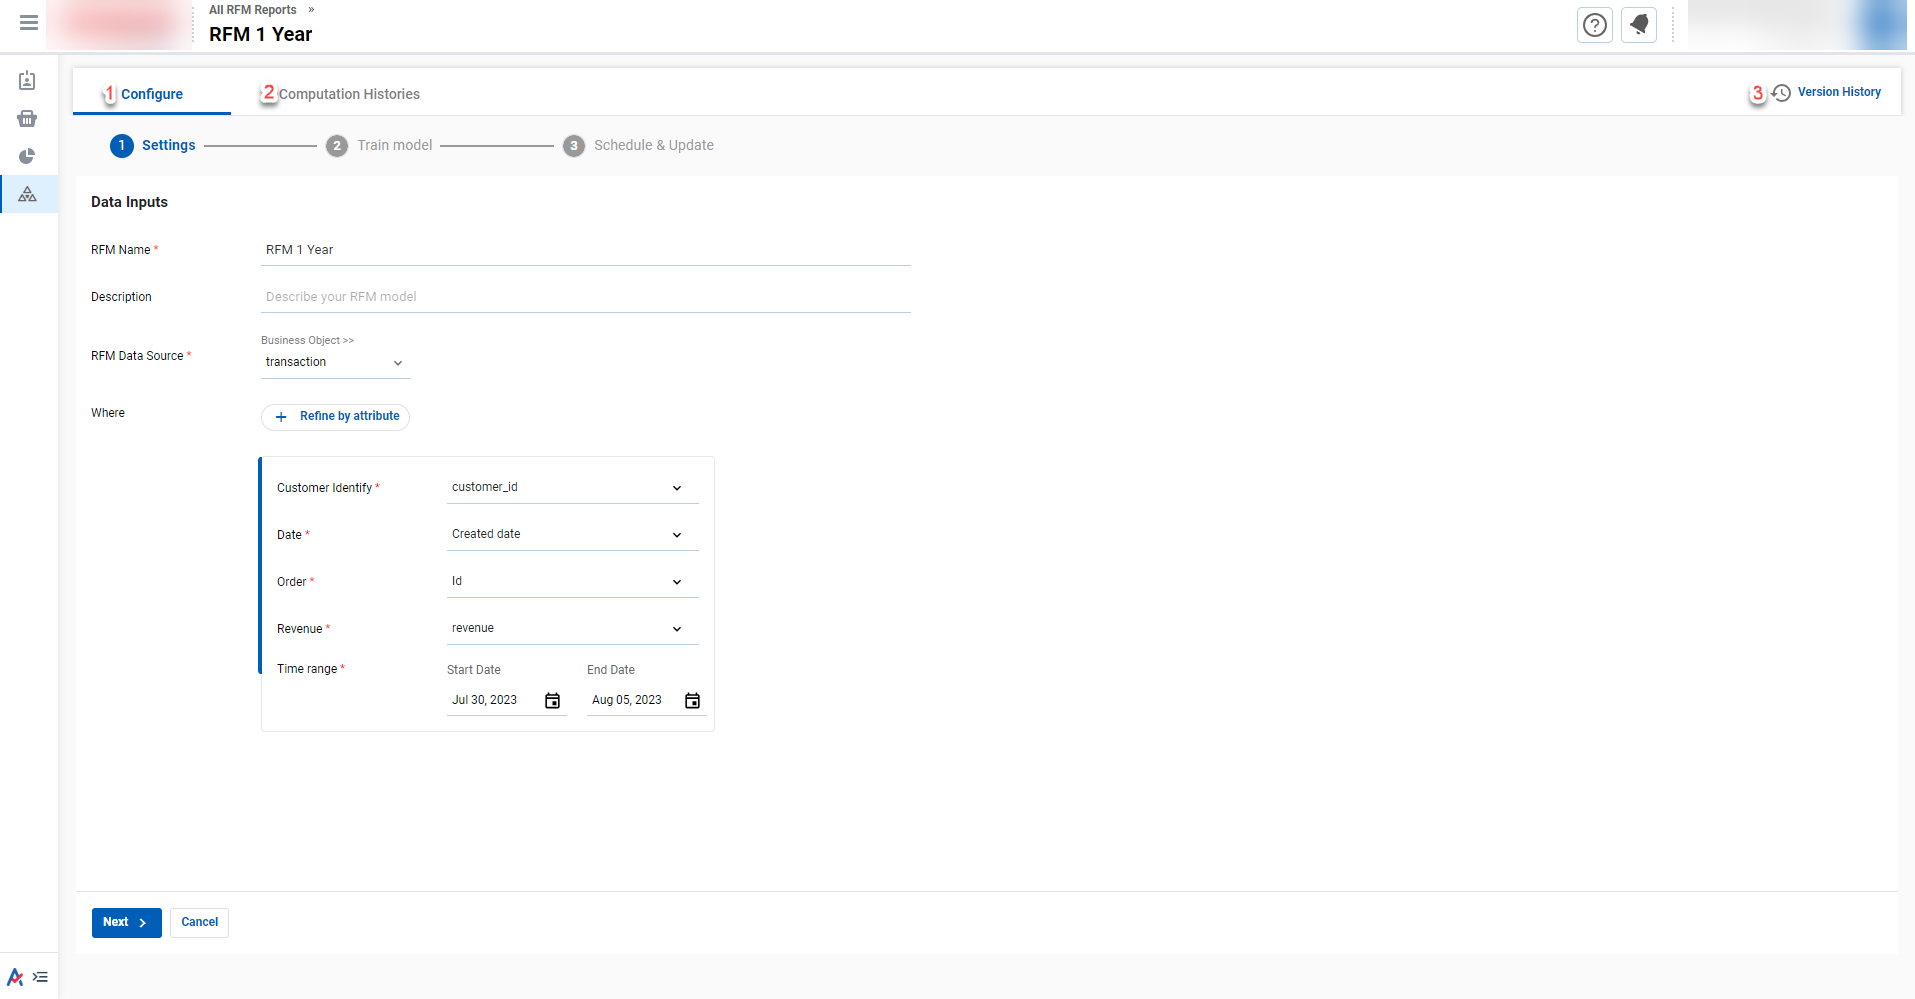 All RFM Reports »
RFM 1 Year
1 Configure
2 Computation Histories
3 Version History
1 Settings
2 Train model
3 Schedule & Update
Data Inputs
RFM Name *
RFM 1 Year
Description
Describe your RFM model
RFM Data Source *
Business Object >>
transaction
Where
+ Refine by attribute
Customer Identify *
customer_id
Date *
Created date
Order *
Id
Revenue *
revenue
Time range *
Start Date
End Date
Jul 30, 2023
Aug 05, 2023
Next
Cancel